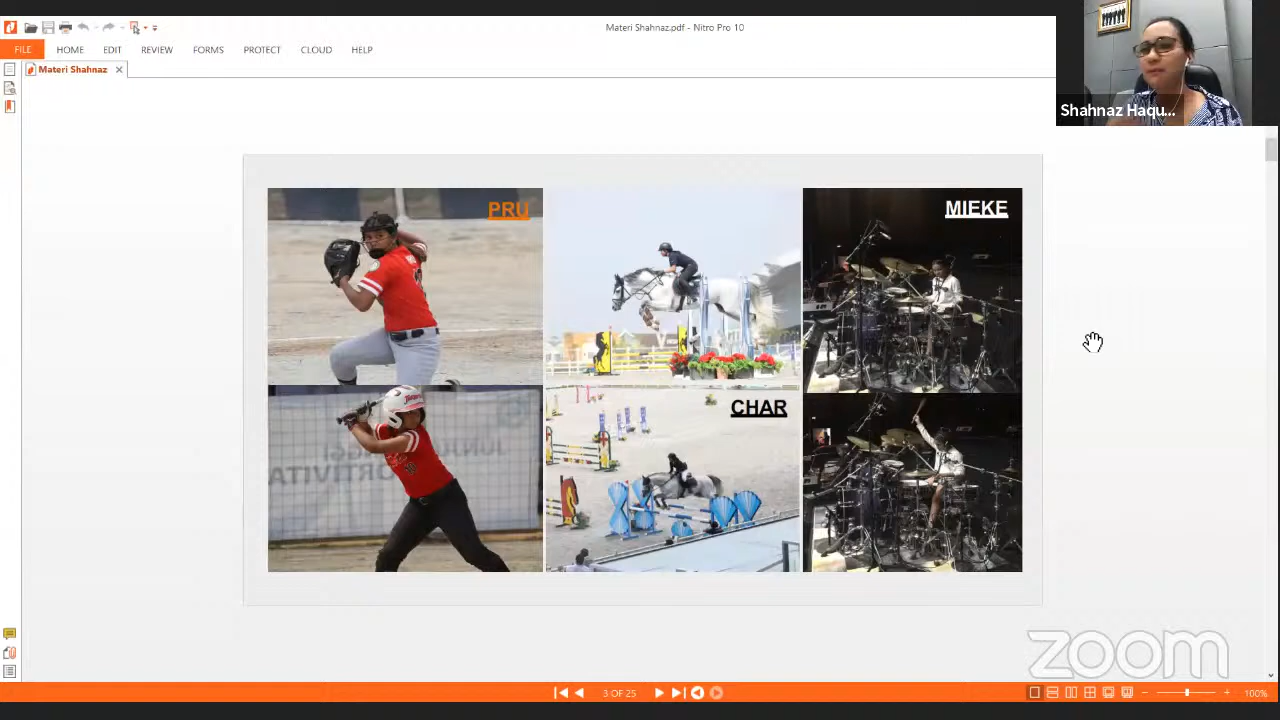 Materi Shahnaz.pdf - Nitro Pro 10
FILE HOME EDIT REVIEW FORMS PROTECT CLOUD HELP
Materi Shahnaz
Shahnaz Haqu...
PRU
MIEKE
CHAR
zoom
3 OF 25
100%